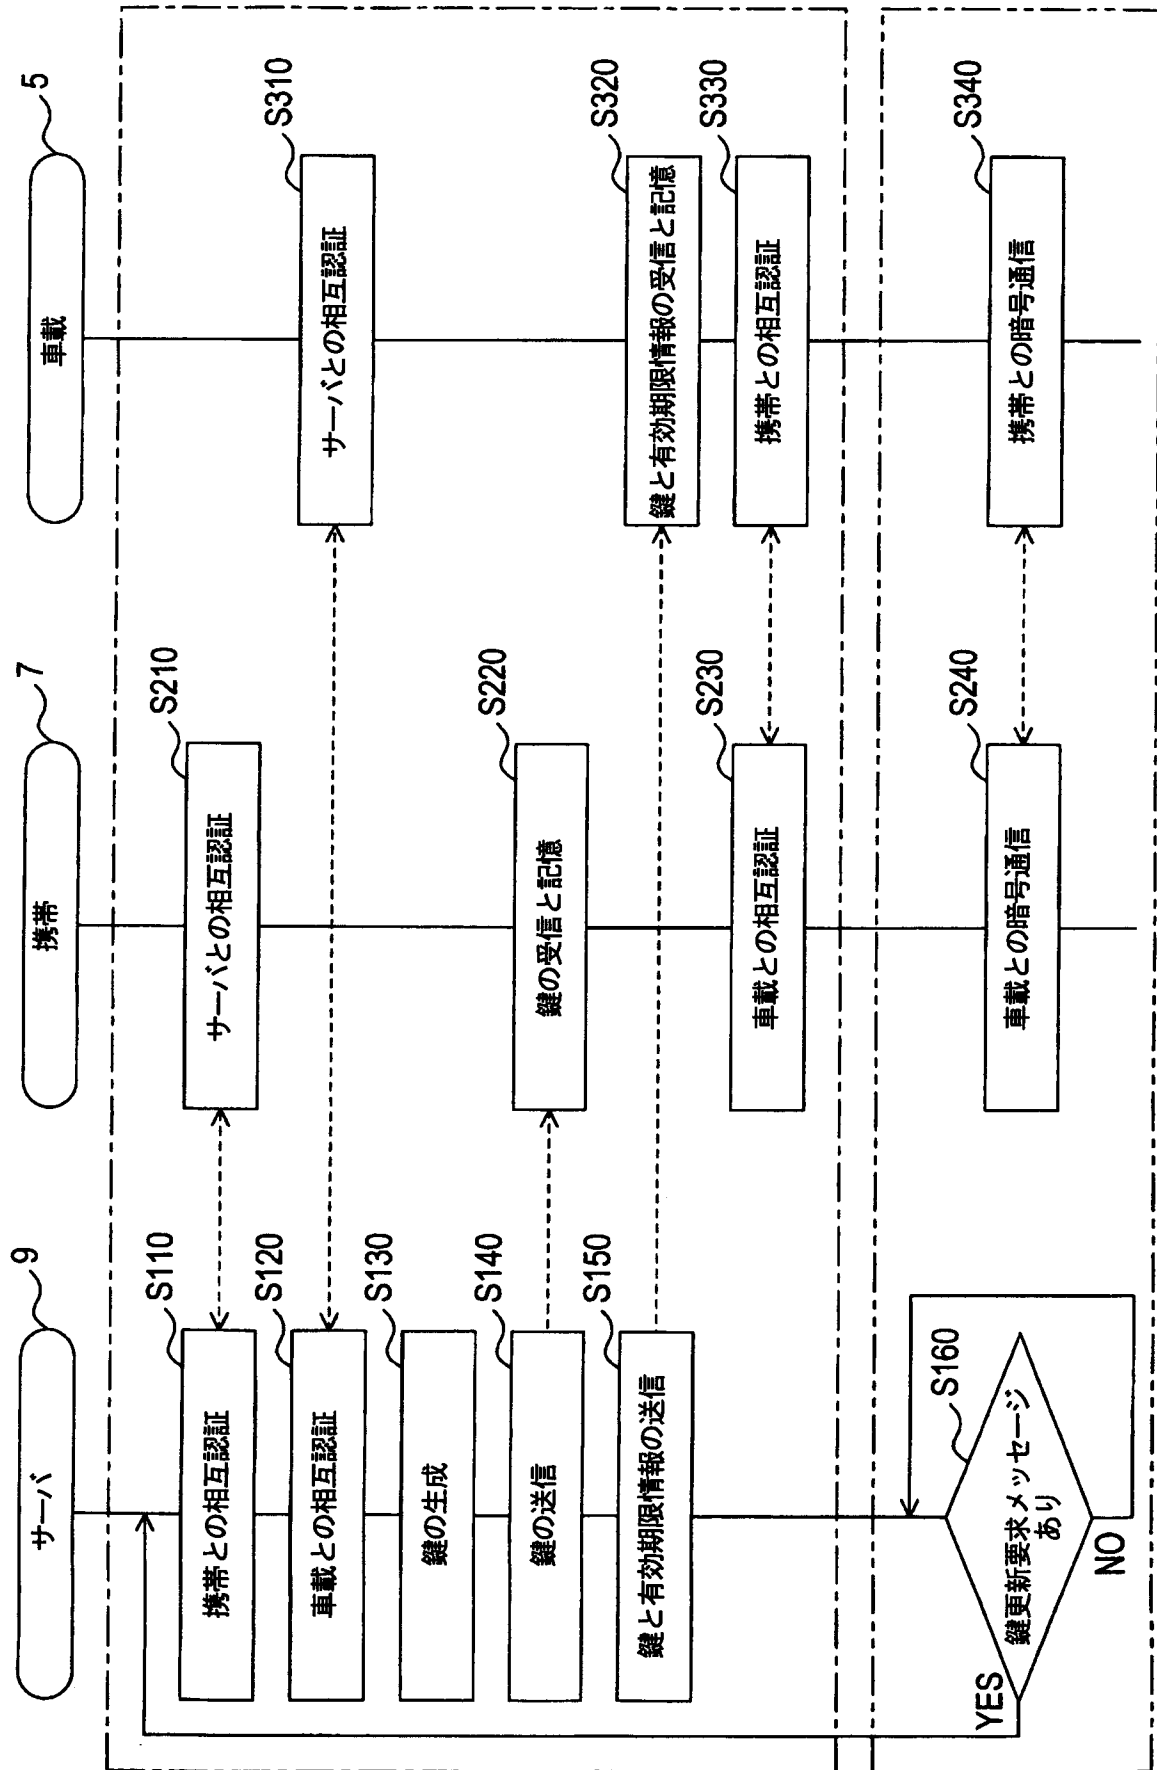 サーバ
9
携帯
7
車載
5
携帯との相互認証
S110
サーバとの相互認証
S210
車載との相互認証
S120
サーバとの相互認証
S310
鍵の生成
S130
鍵の送信
S140
鍵の受信と記憶
S220
鍵と有効期限情報の送信
S150
鍵と有効期限情報の受信と記憶
S320
車載との相互認証
S230
携帯との相互認証
S330
鍵更新要求メッセージ
あり
S160
YES
NO
車載との暗号通信
S240
携帯との暗号通信
S340